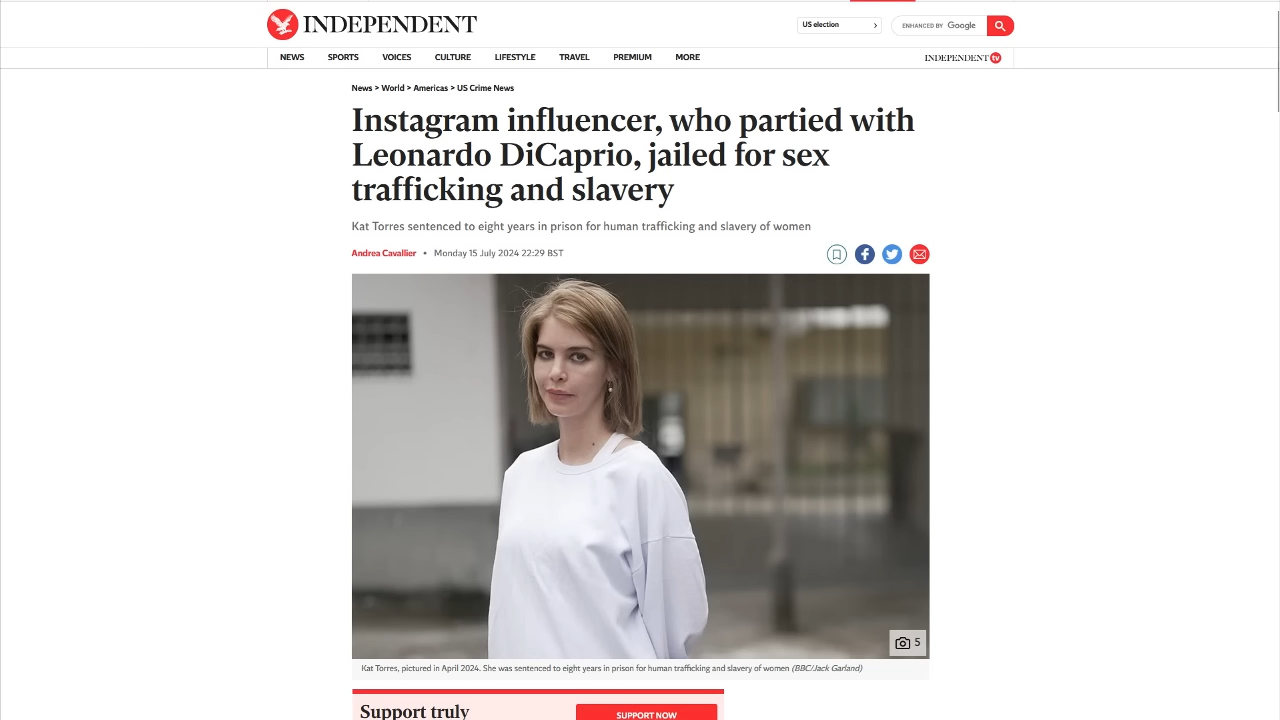 INDEPENDENT
US election
ENHANCED BY Google
NEWS SPORTS VOICES CULTURE LIFESTYLE TRAVEL PREMIUM MORE
INDEPENDENT tv
News > World > Americas > US Crime News
Instagram influencer, who partied with
Leonardo DiCaprio, jailed for sex
trafficking and slavery
Kat Torres sentenced to eight years in prison for human trafficking and slavery of women
Andrea Cavallier • Monday 15 July 2024 22:29 BST
5
Kat Torres, pictured in April 2024. She was sentenced to eight years in prison for human trafficking and slavery of women (BBC/Jack Garland)
Support truly
SUPPORT NOW